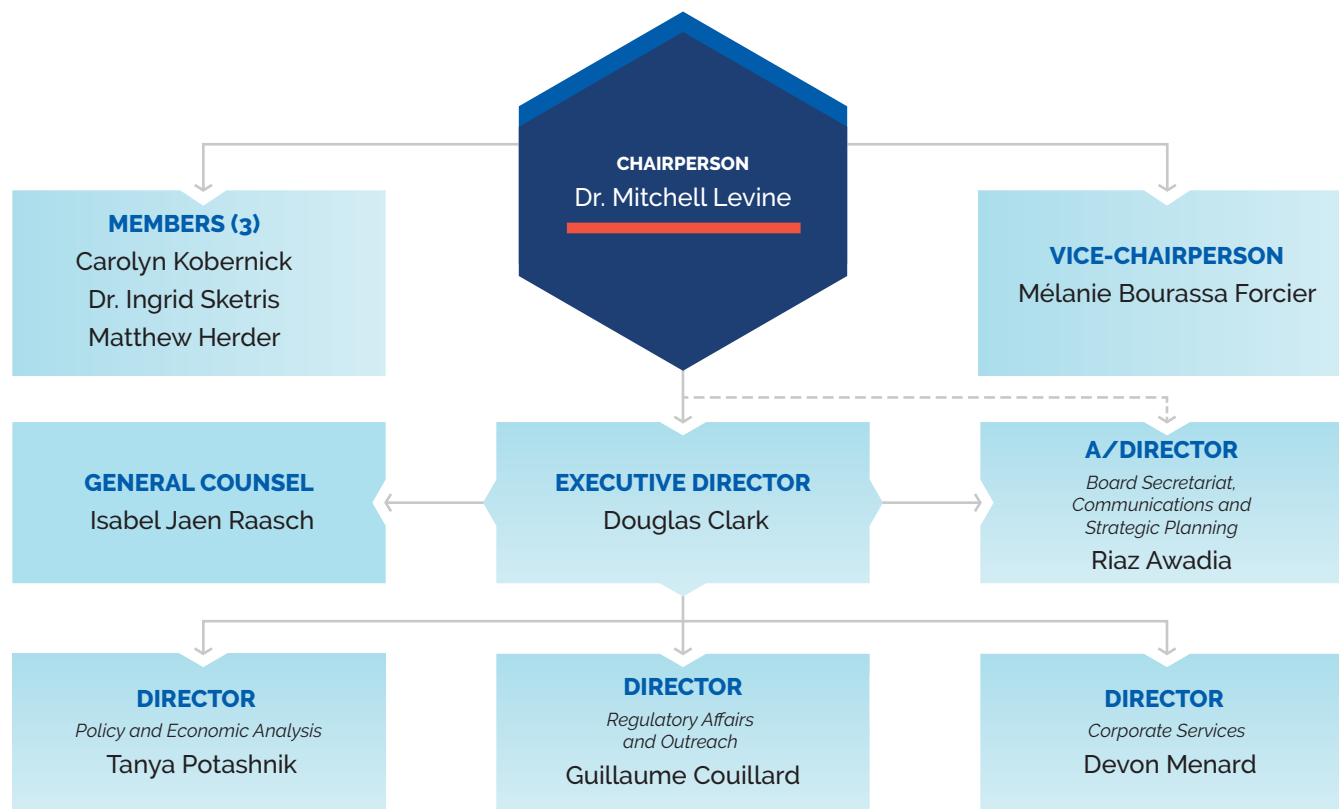 CHAIRPERSON
Dr. Mitchell Levine
MEMBERS (3)
Carolyn Kobernick
Dr. Ingrid Sketris
Matthew Herder
VICE-CHAIRPERSON
Mélanie Bourassa Forcier
GENERAL COUNSEL
Isabel Jaen Raasch
EXECUTIVE DIRECTOR
Douglas Clark
A/DIRECTOR
Board Secretariat,
Communications and
Strategic Planning
Riaz Awadia
DIRECTOR
Policy and Economic Analysis
Tanya Potashnik
DIRECTOR
Regulatory Affairs
and Outreach
Guillaume Couillard
DIRECTOR
Corporate Services
Devon Menard